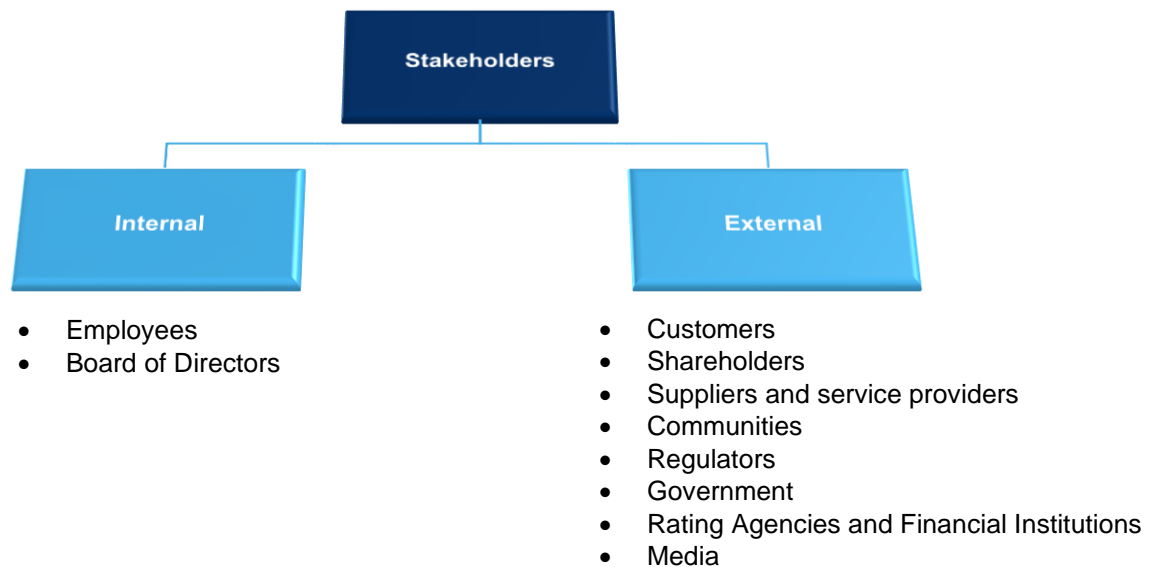 Stakeholders
Internal
External
• Employees
• Board of Directors
• Customers
• Shareholders
• Suppliers and service providers
• Communities
• Regulators
• Government
• Rating Agencies and Financial Institutions
• Media